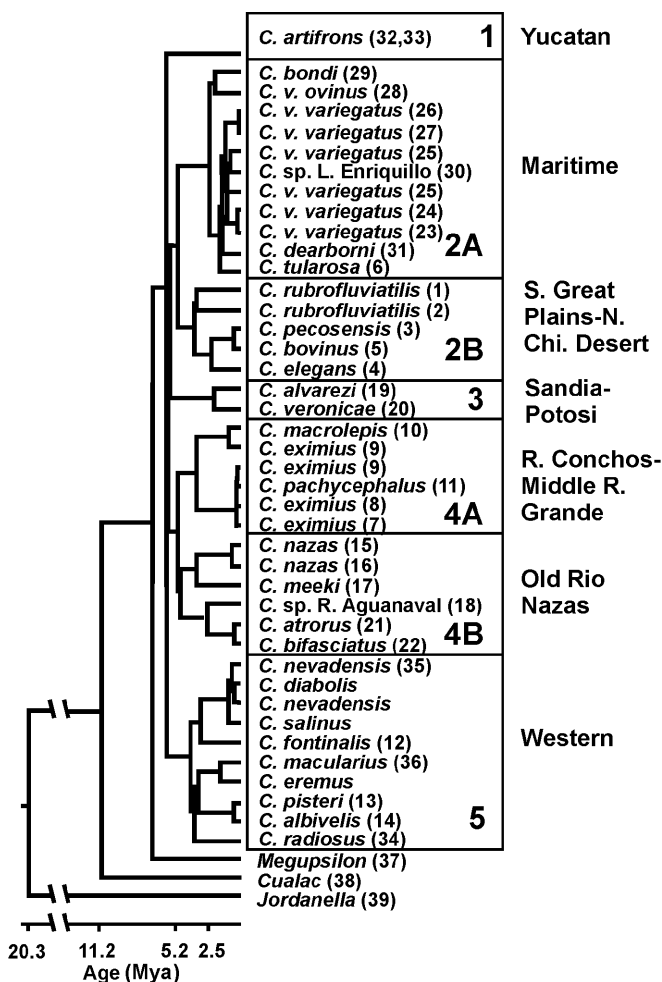 C. artifrons (32,33) 1 Yucatan
C. bondi (29)
C. v. ovinus (28)
C. v. variegatus (26)
C. v. variegatus (27)
C. v. variegatus (25)
C. sp. L. Enriquillo (30)
C. v. variegatus (25)
C. v. variegatus (24)
C. v. variegatus (23)
C. dearborni (31)
C. tularosa (6)
2A
Maritime
C. rubrofluviatilis (1)
C. rubrofluviatilis (2)
C. pecosensis (3)
C. bovinus (5)
C. elegans (4)
2B
S. Great
Plains-N.
Chi. Desert
C. alvarezi (19)
C. veronicae (20)
3
Sandia-
Potosi
C. macrolepis (10)
C. eximius (9)
C. eximius (9)
C. pachycephalus (11)
C. eximius (8)
C. eximius (7)
4A
R. Conchos-
Middle R.
Grande
C. nazas (15)
C. nazas (16)
C. meeki (17)
C. sp. R. Aguanaval (18)
C. atrorus (21)
C. bifasciatus (22)
4B
Old Rio
Nazas
C. nevadensis (35)
C. diabolis
C. nevadensis
C. salinus
C. fontinalis (12)
C. macularius (36)
C. eremus
C. pisteri (13)
C. albivelis (14)
C. radiosus (34)
5
Western
Megupsilon (37)
Cualac (38)
Jordanella (39)
20.3 11.2 5.2 2.5
Age (Mya)